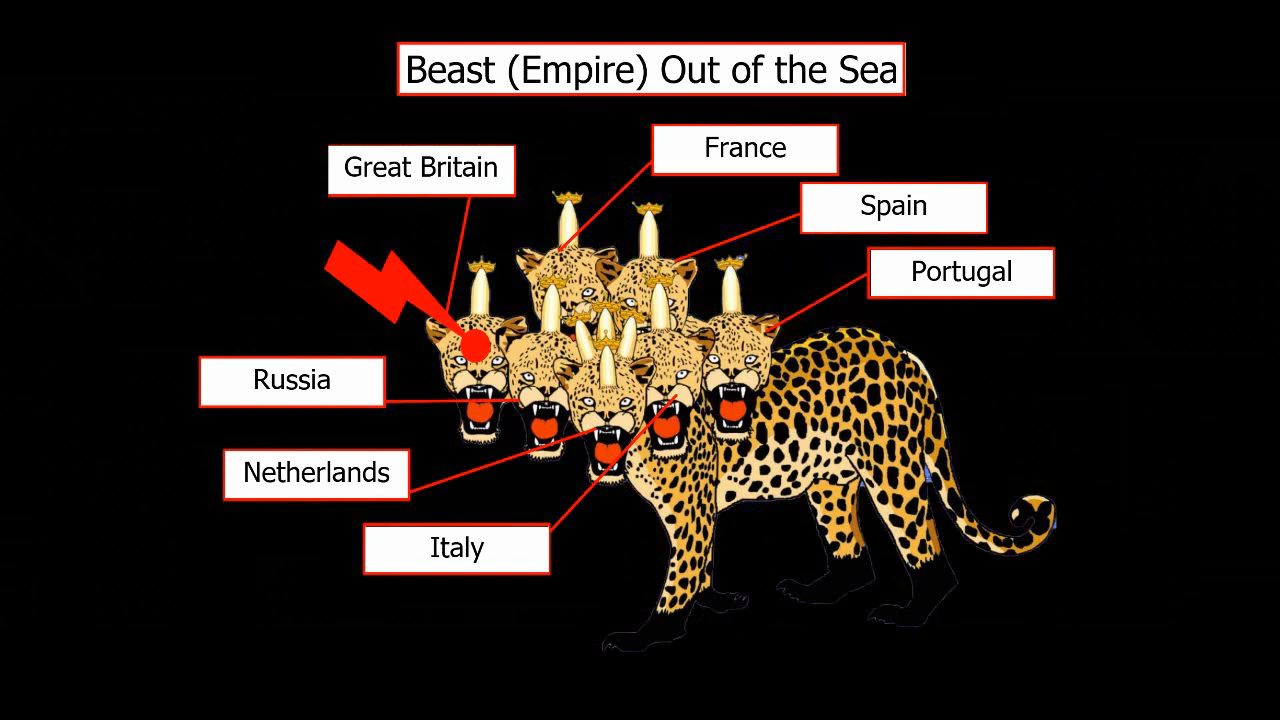 Beast (Empire) Out of the Sea
France
Great Britain
Spain
Portugal
Russia
Netherlands
Italy